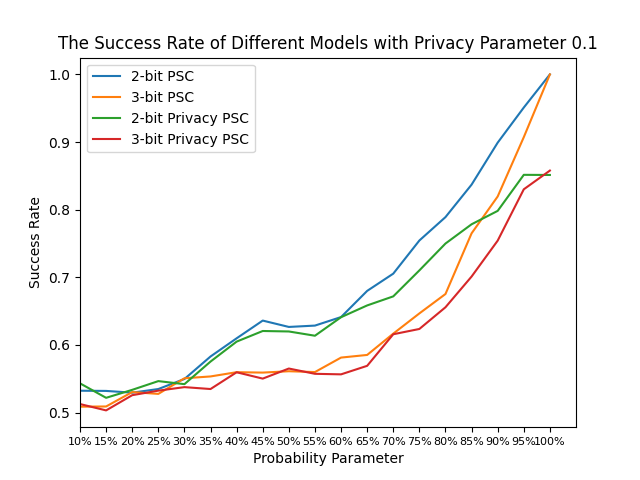 The Success Rate of Different Models with Privacy Parameter 0.1
2-bit PSC
3-bit PSC
2-bit Privacy PSC
3-bit Privacy PSC
1.0
0.9
0.8
0.7
0.6
0.5
Success Rate
10% 15% 20% 25% 30% 35% 40% 45% 50% 55% 60% 65% 70% 75% 80% 85% 90% 95% 100%
Probability Parameter